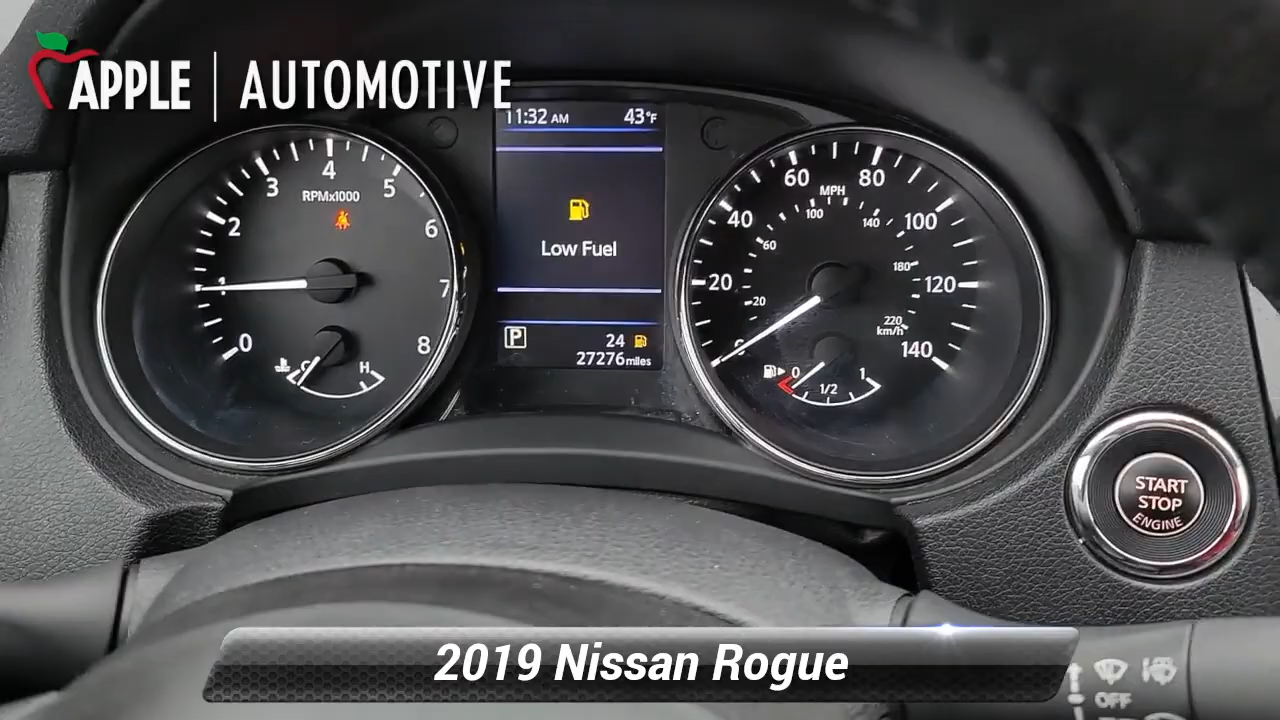 APPLE | AUTOMOTIVE
11:32 AM 43°F
Low Fuel
P 24
27276 miles
RPMx1000
0 1 2 3 4 5 6 7 8
C H
MPH
20 40 60 80 100 120 140
20 60 100 140 180 220
km/h
0 1/2 1
START
STOP
ENGINE
OFF
2019 Nissan Rogue